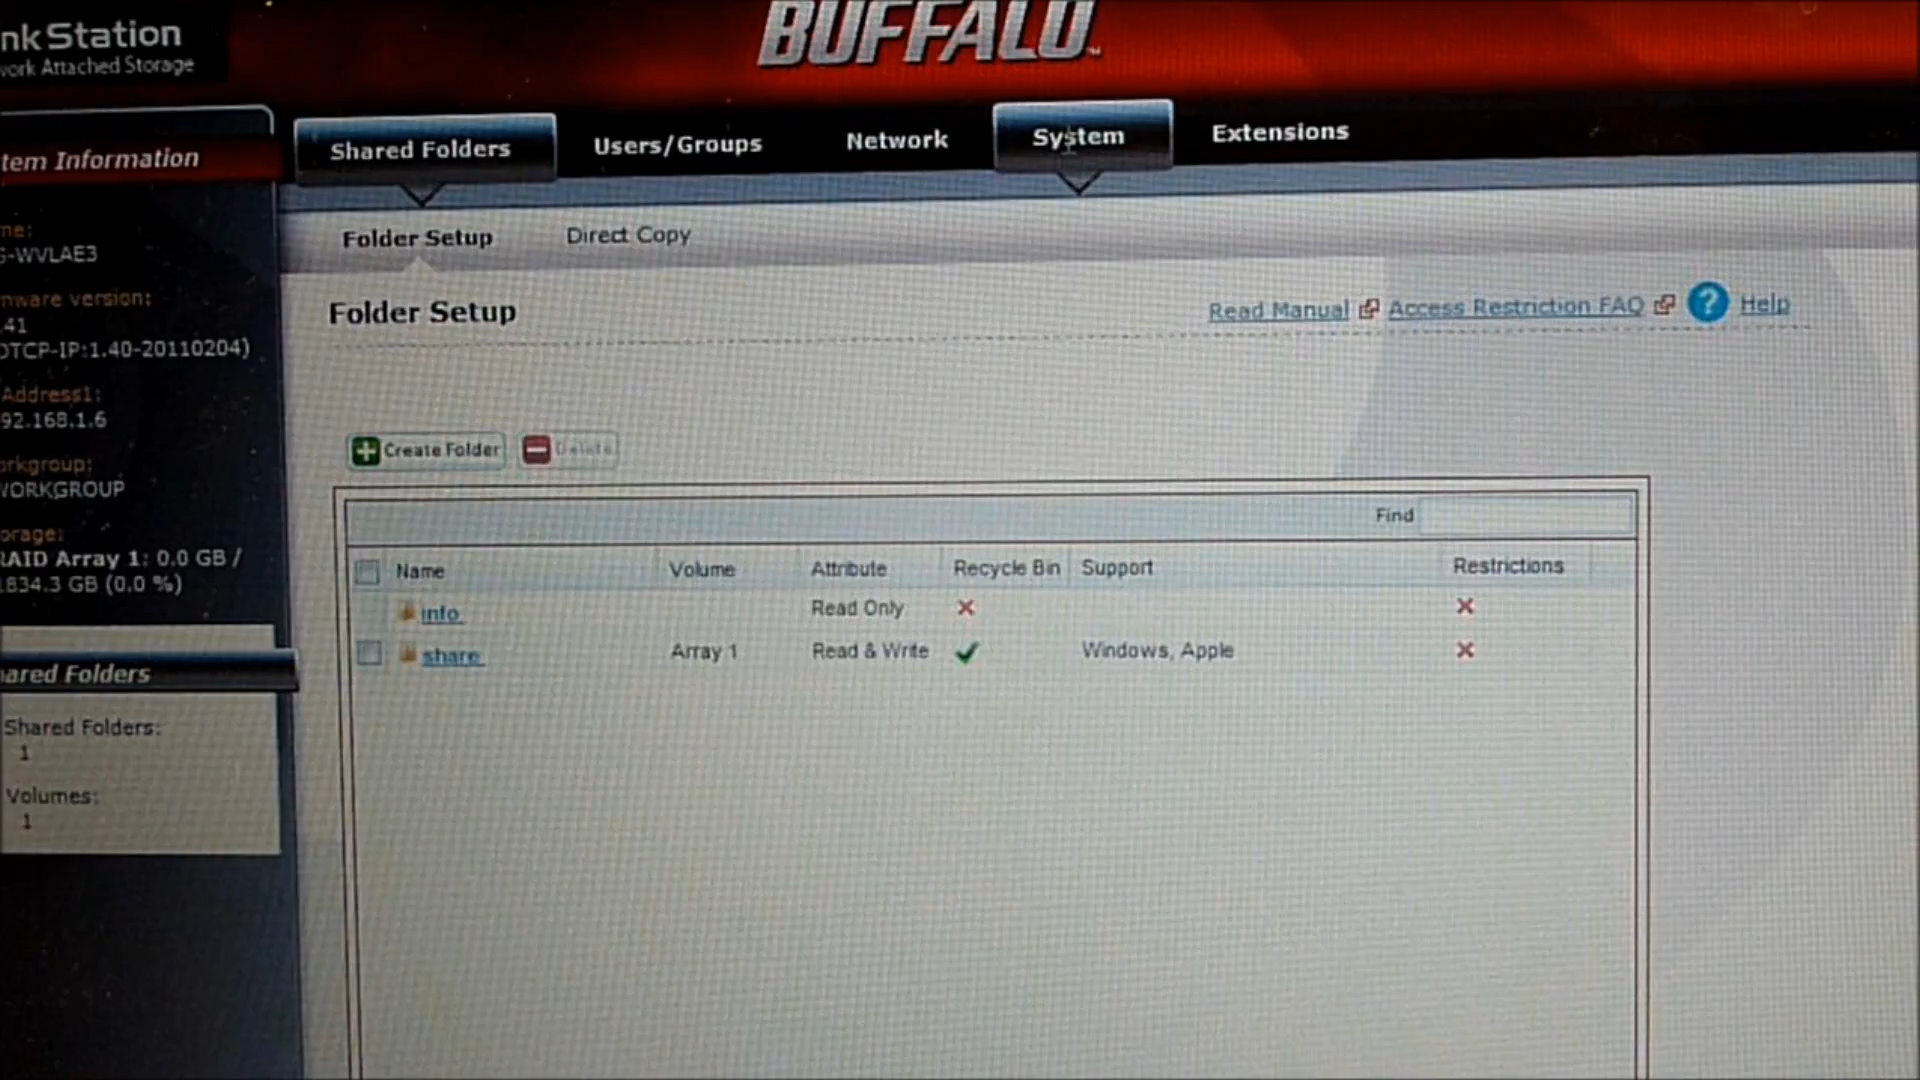 nkStation
BUFFALO™
work Attached Storage
tem Information
Shared Folders
Users/Groups
Network
System
Extensions
Folder Setup
Direct Copy
me:
G-WVLAE3
mware version:
.41
DTCP-IP:1.40-20110204)
Address1:
92.168.1.6
orkgroup:
WORKGROUP
orage:
RAID Array 1: 0.0 GB /
1834.3 GB (0.0 %)
ared Folders
Shared Folders:
1
Volumes:
1
Folder Setup
Read Manual
Access Restriction FAQ
? Help
Create Folder
Delete
Find
Name
Volume
Attribute
Recycle Bin
Support
Restrictions
info
Read Only
share
Array 1
Read & Write
Windows, Apple